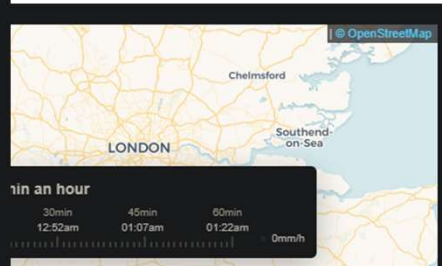 | © OpenStreetMap
Chelmsford
Southend-
on-Sea
LONDON
in an hour
30min 45min 60min
12:52am 01:07am 01:22am
0mm/h